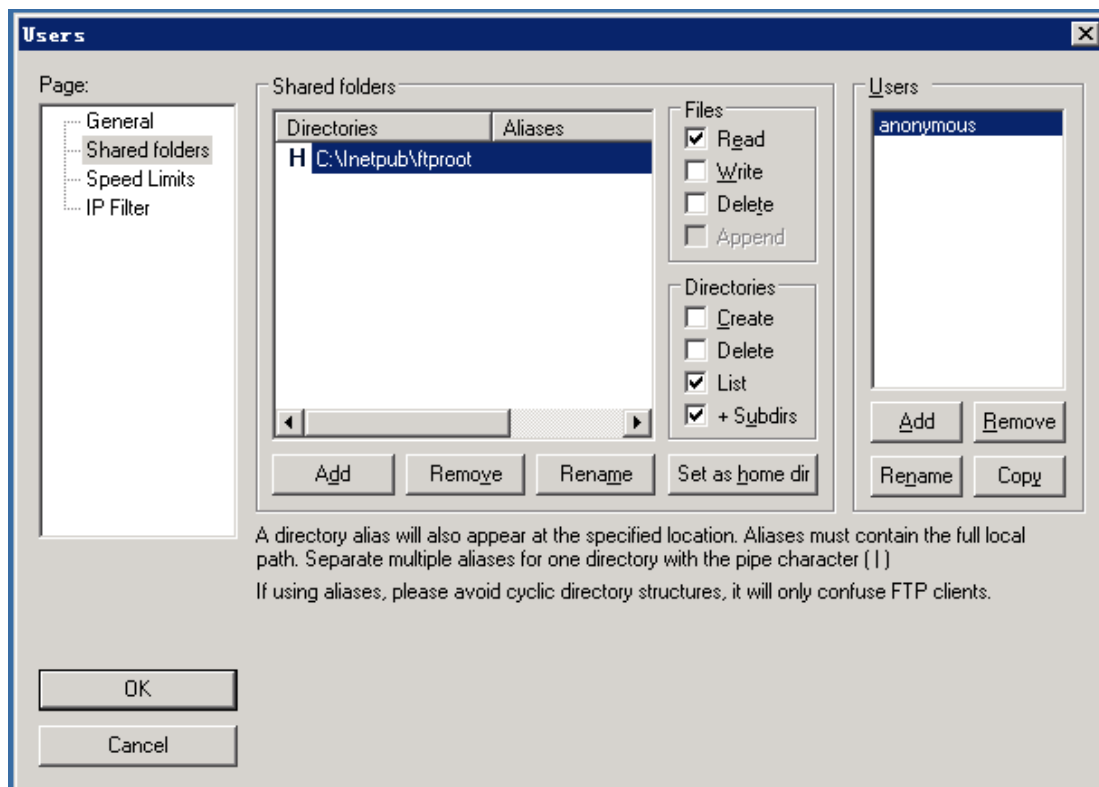 Users
Page:
General
Shared folders
Speed Limits
IP Filter
Shared folders
Directories Aliases
H C:\Inetpub\ftproot
Add Remove Rename Set as home dir
Files
Read
Write
Delete
Append
Directories
Create
Delete
List
+ Subdirs
Users
anonymous
Add Remove
Rename Copy
A directory alias will also appear at the specified location. Aliases must contain the full local
path. Separate multiple aliases for one directory with the pipe character ( | )
If using aliases, please avoid cyclic directory structures, it will only confuse FTP clients.
OK
Cancel